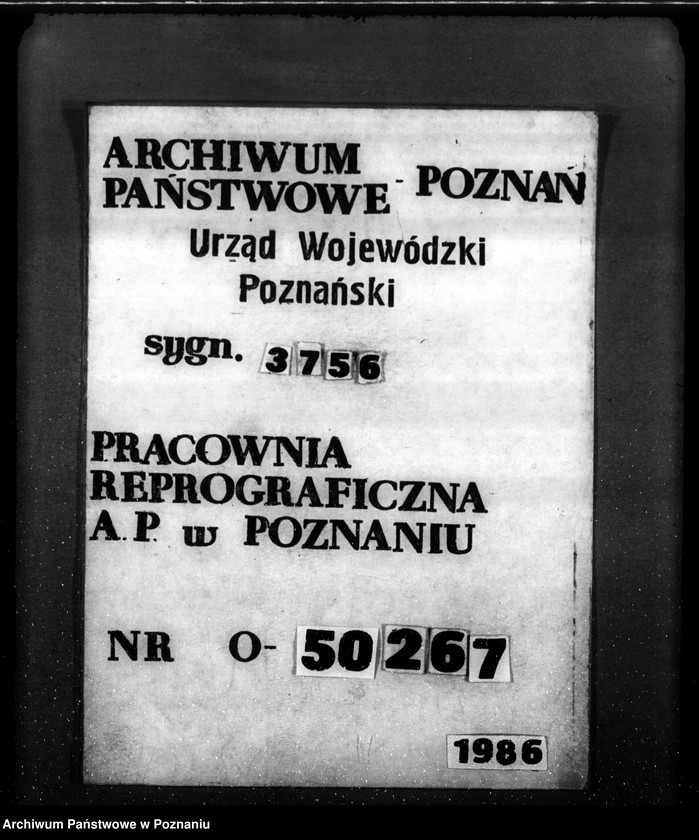 ARCHIWUM
PAŃSTWOWE - POZNAŃ
Urząd Wojewódzki
Poznański
sygn. 3756
PRACOWNIA
REPROGRAFICZNA
A.P. w POZNANIU
NR O-50267
1986
Archiwum Państwowe w Poznaniu